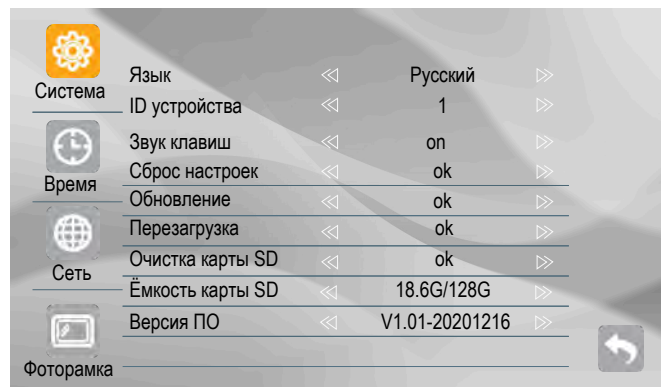 Система
Время
Сеть
Фоторамка
Язык Русский
ID устройства 1
Звук клавиш on
Сброс настроек ok
Обновление ok
Перезагрузка ok
Очистка карты SD ok
Ёмкость карты SD 18.6G/128G
Версия ПО V1.01-20201216